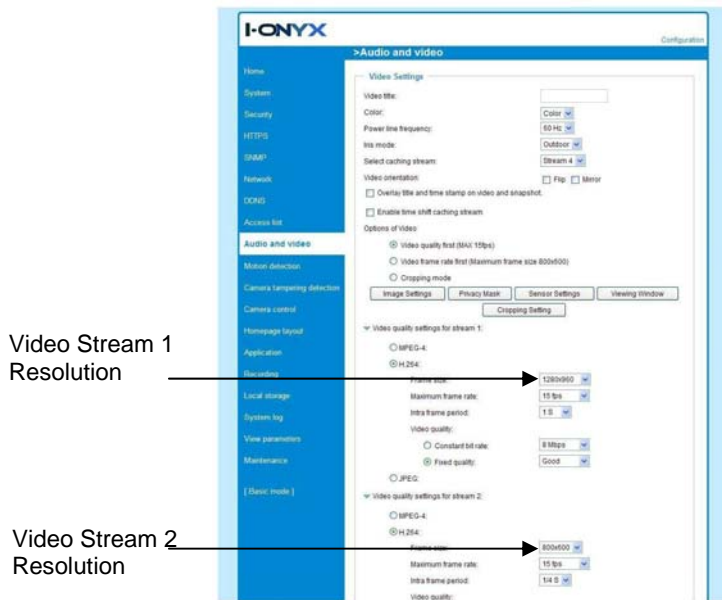 I-ONYX
Configuration
>Audio and video
Home
System
Security
HTTPS
SNMP
Network
DDNS
Access list
Audio and video
Motion detection
Camera tampering detection
Camera control
Homepage layout
Application
Recording
Local storage
System log
View parameters
Maintenance
[ Basic mode ]
Video Settings
Video title:
Color: Color
Power line frequency: 60 Hz
Iris mode: Outdoor
Select caching stream: Stream 4
Video orientation: Flip Mirror
Overlay title and time stamp on video and snapshot.
Enable time shift caching stream
Options of Video
Video quality first (MAX 15fps)
Video frame rate first (Maximum frame size 800x600)
Cropping mode
Image Settings Privacy Mask Sensor Settings Viewing Window
Cropping Setting
Video quality settings for stream 1:
MPEG-4:
H.264:
Frame size: 1280x960
Maximum frame rate: 15 fps
Intra frame period: 1 S
Video quality:
Constant bit rate: 8 Mbps
Fixed quality: Good
JPEG:
Video quality settings for stream 2:
MPEG-4:
H.264:
Frame size: 800x600
Maximum frame rate: 15 fps
Intra frame period: 1/4 S
Video quality:
Video Stream 1
Resolution
Video Stream 2
Resolution